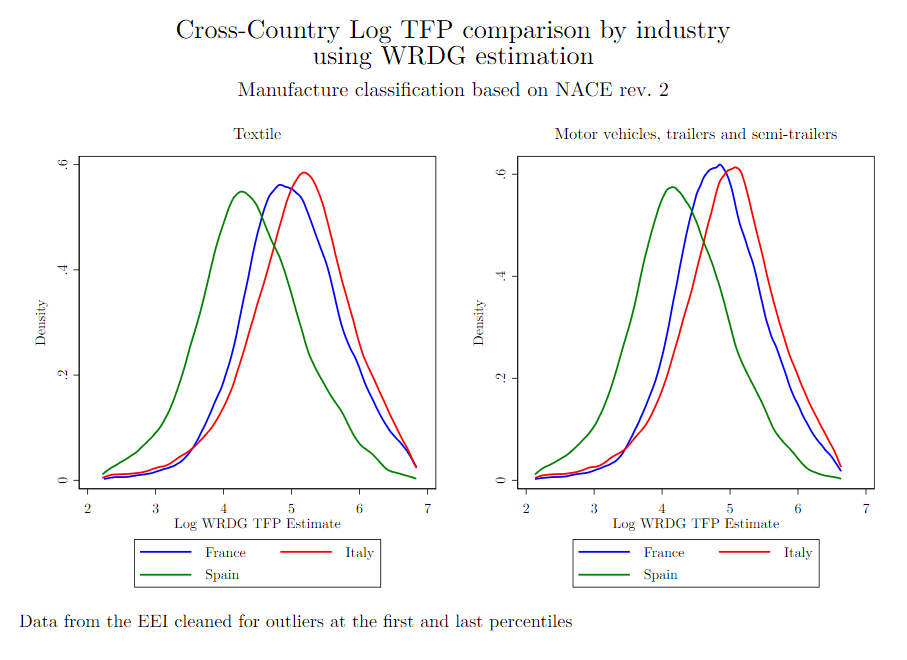 Cross-Country Log TFP comparison by industry
using WRDG estimation
Manufacture classification based on NACE rev. 2
Textile
.6
.4
.2
0
Density
2 3 4 5 6 7
Log WRDG TFP Estimate
France Italy
Spain
Motor vehicles, trailers and semi-trailers
.6
.4
.2
0
Density
2 3 4 5 6 7
Log WRDG TFP Estimate
France Italy
Spain
Data from the EEI cleaned for outliers at the first and last percentiles